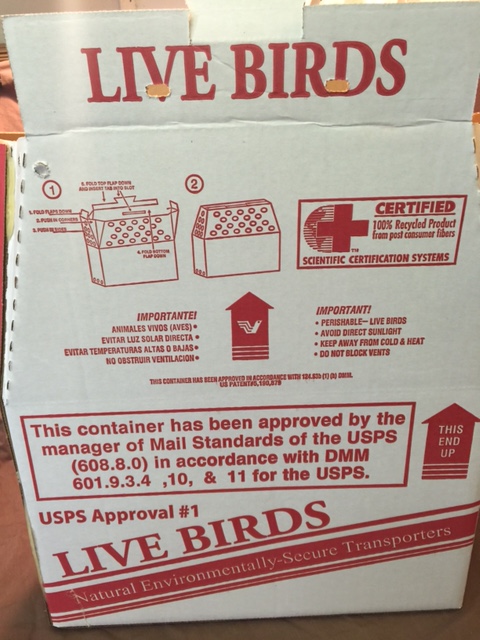 LIVE BIRDS
1
2
5. FOLD TOP FLAP DOWN
AND INSERT TAB INTO SLOT
1. FOLD FLAPS DOWN
2. PUSH IN CORNERS
3. PUSH IN SIDES
4. FOLD BOTTOM
FLAP DOWN
CERTIFIED
100% Recycled Product
from post consumer fibers
TM
SCIENTIFIC CERTIFICATION SYSTEMS
IMPORTANTE!
ANIMALES VIVOS (AVES) •
EVITAR LUZ SOLAR DIRECTA •
EVITAR TEMPERATURAS ALTAS O BAJAS •
NO OBSTRUIR VENTILACION •
IMPORTANT!
• PERISHABLE— LIVE BIRDS
• AVOID DIRECT SUNLIGHT
• KEEP AWAY FROM COLD & HEAT
• DO NOT BLOCK VENTS
THIS CONTAINER HAS BEEN APPROVED IN ACCORDANCE WITH 124.635 (1) (5) DMM.
This container has been approved by the
manager of Mail Standards of the USPS
(608.8.0) in accordance with DMM
601.9.3.4 ,10, & 11 for the USPS.
THIS
END
UP
USPS Approval #1
LIVE BIRDS
Natural Environmentally-Secure Transporters